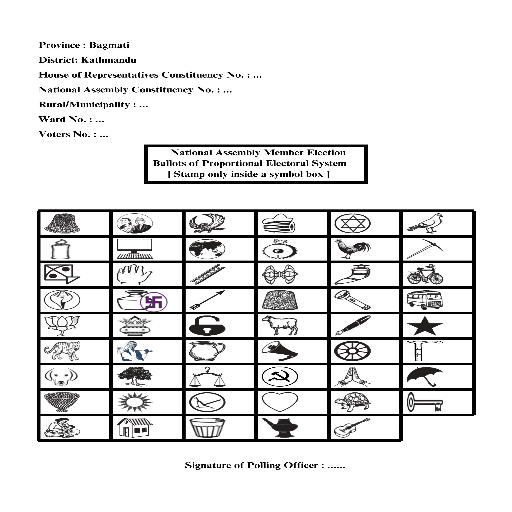 Province : Bagmati
District: Kathmandu
House of Representatives Constituency No. : ...
National Assembly Constituency No. : ...
Rural/Municipality : ...
Ward No. : ...
Voters No. : ...
National Assembly Member Election
Ballots of Proportional Electoral System
[ Stamp only inside a symbol box ]
Signature of Polling Officer : ......